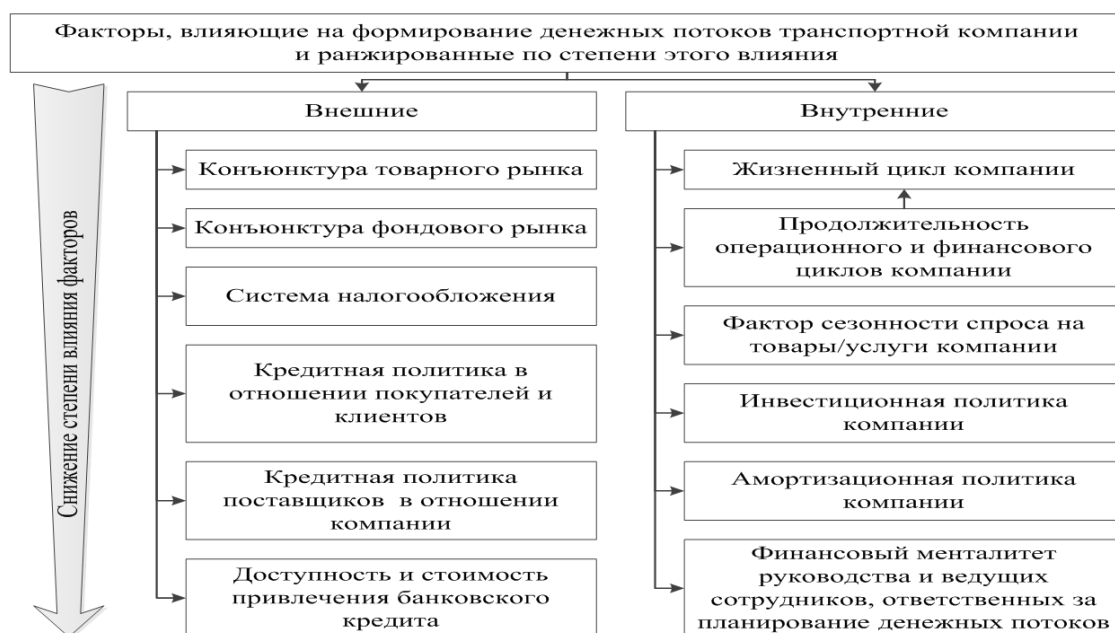 Факторы, влияющие на формирование денежных потоков транспортной компании
и ранжированные по степени этого влияния
Снижение степени влияния факторов
Внешние
Конъюнктура товарного рынка
Конъюнктура фондового рынка
Система налогообложения
Кредитная политика в
отношении покупателей и
клиентов
Кредитная политика
поставщиков в отношении
компании
Доступность и стоимость
привлечения банковского
кредита
Внутренние
Жизненный цикл компании
Продолжительность
операционного и финансового
циклов компании
Фактор сезонности спроса на
товары/услуги компании
Инвестиционная политика
компании
Амортизационная политика
компании
Финансовый менталитет
руководства и ведущих
сотрудников, ответственных за
планирование денежных потоков